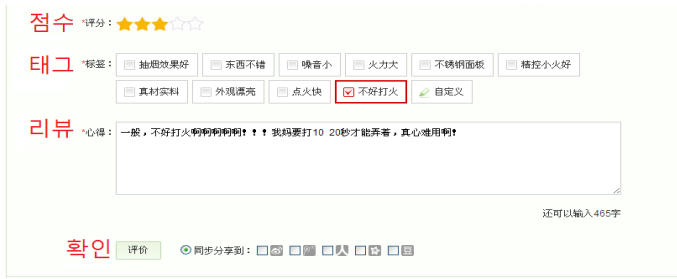 점수 *评分：
태그 *标签： 抽烟效果好 东西不错 噪音小 火力大 不锈钢面板 精控小火好
真材实料 外观漂亮 点火快 不好打火 自定义
리뷰 *心得： 一般，不好打火啊啊啊啊啊！！！我妈要打10 20秒才能弄着，真心难用啊！
还可以输入465字
확인 评价 同步分享到： 人 豆